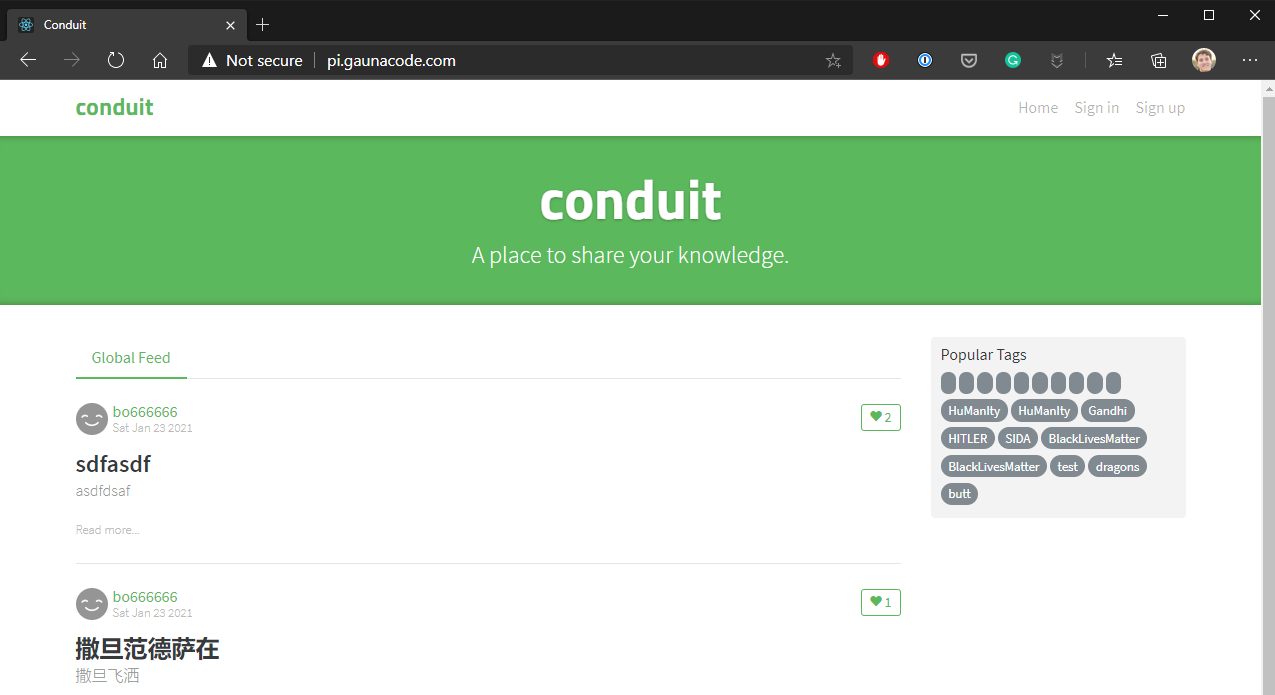 Conduit
Not secure pi.gaunacode.com
conduit
Home Sign in Sign up
conduit
A place to share your knowledge.
Global Feed
bo666666
Sat Jan 23 2021
2
sdfasdf
asdfdsaf
Read more...
bo666666
Sat Jan 23 2021
1
撒旦范德萨在
撒旦飞洒
Popular Tags
HuManIty HuManIty Gandhi
HITLER SIDA BlackLivesMatter
BlackLivesMatter test dragons
butt